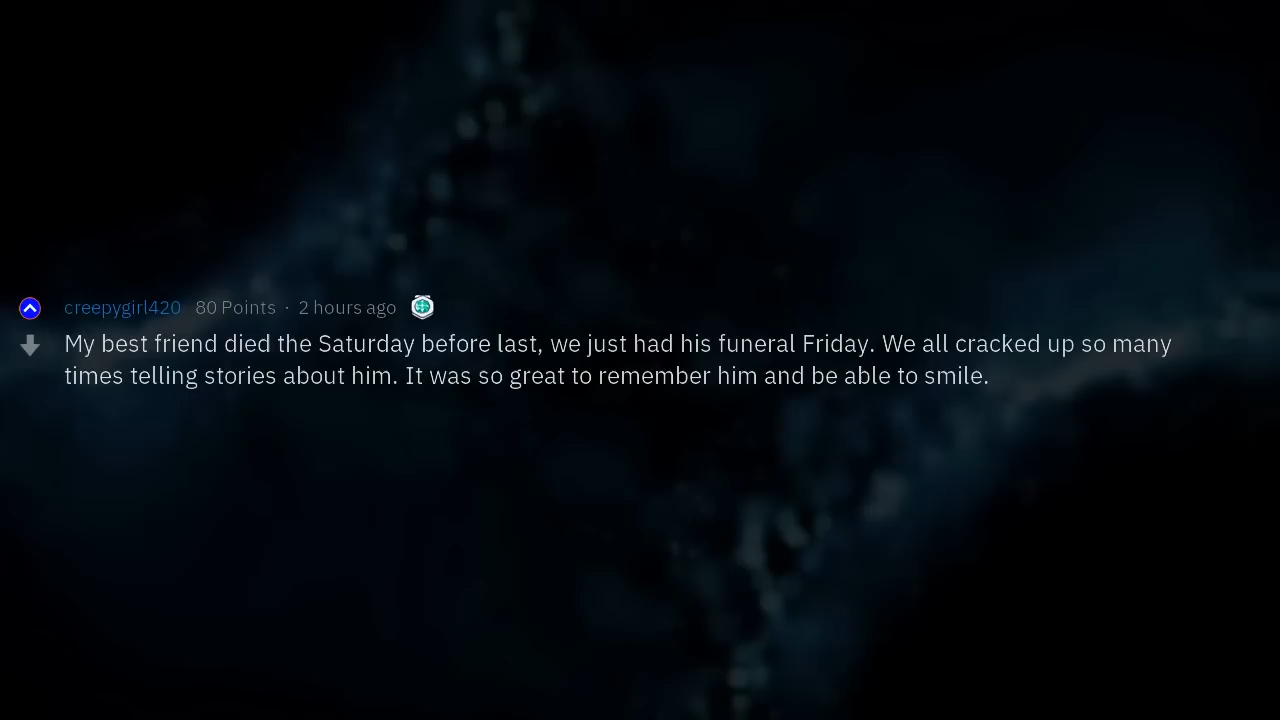 creepygirl420 80 Points · 2 hours ago
My best friend died the Saturday before last, we just had his funeral Friday. We all cracked up so many
times telling stories about him. It was so great to remember him and be able to smile.